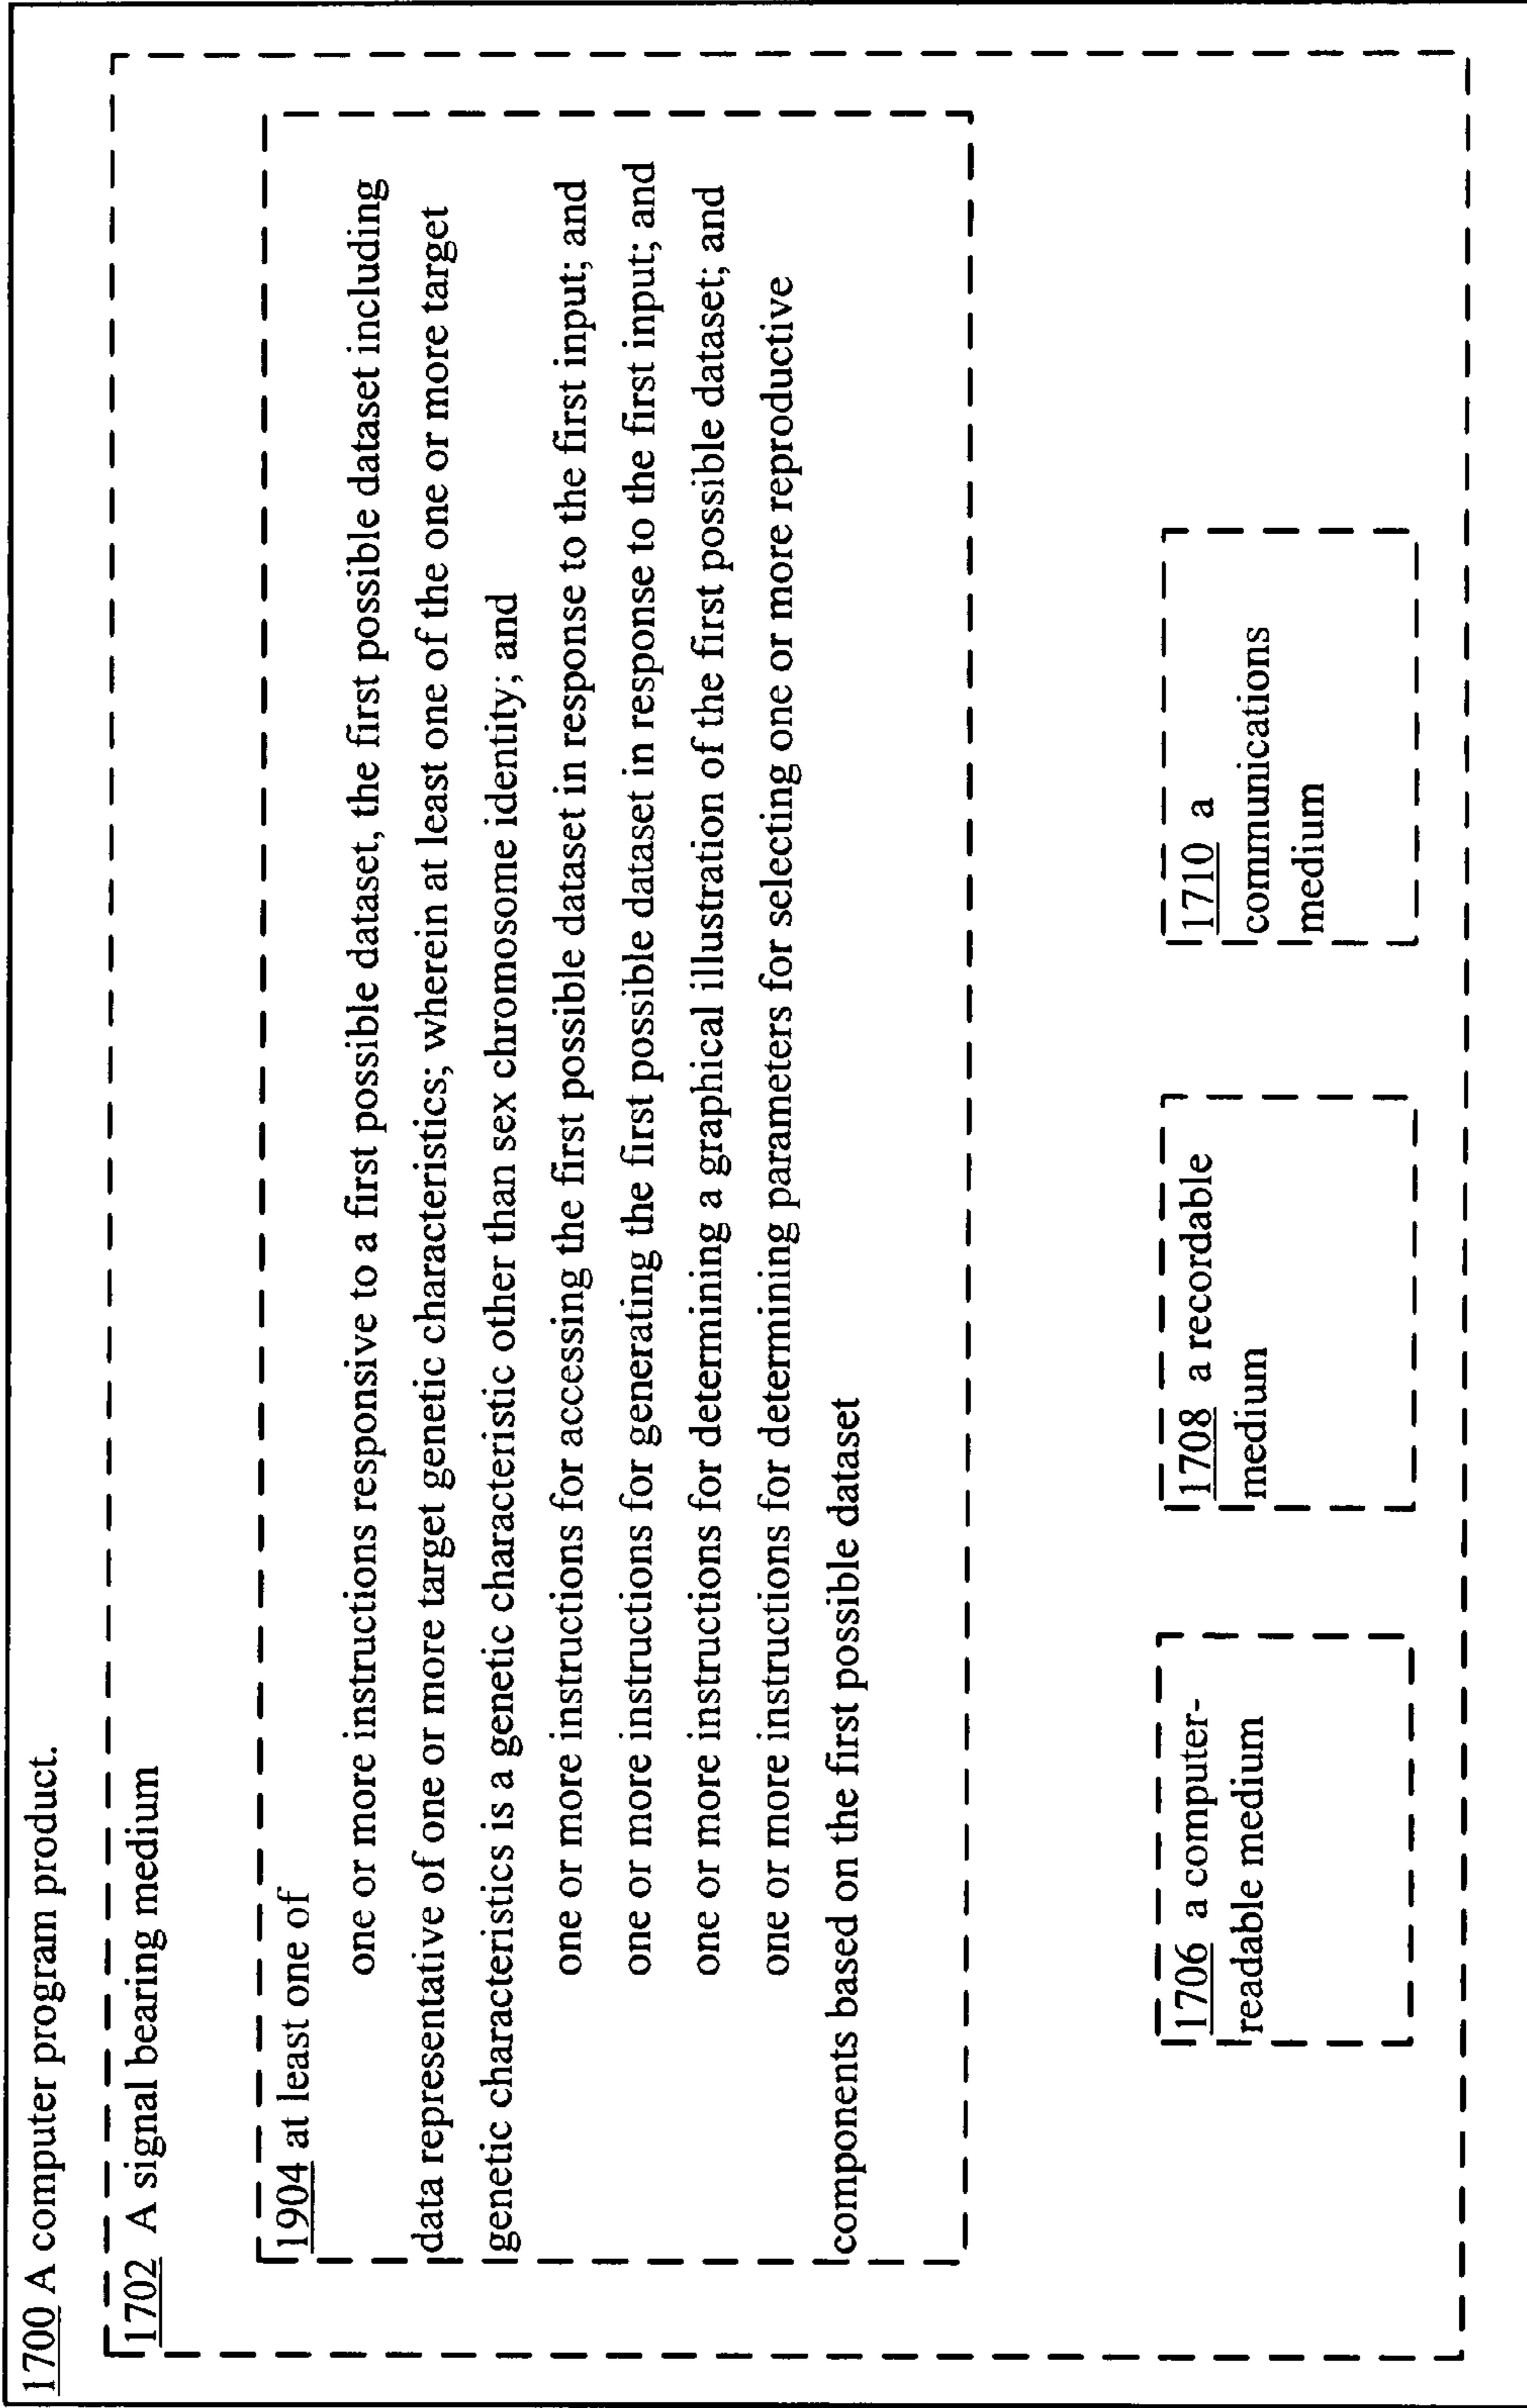 1700 A computer program product.
1702 A signal bearing medium
1904 at least one of
one or more instructions responsive to a first possible dataset, the first possible dataset including
data representative of one or more target genetic characteristics; wherein at least one of the one or more target
genetic characteristics is a genetic characteristic other than sex chromosome identity; and
one or more instructions for accessing the first possible dataset in response to the first input; and
one or more instructions for generating the first possible dataset in response to the first input; and
one or more instructions for determining a graphical illustration of the first possible dataset; and
one or more instructions for determining parameters for selecting one or more reproductive
components based on the first possible dataset
1706 a computer-
readable medium
1708 a recordable
medium
1710 a
communications
medium